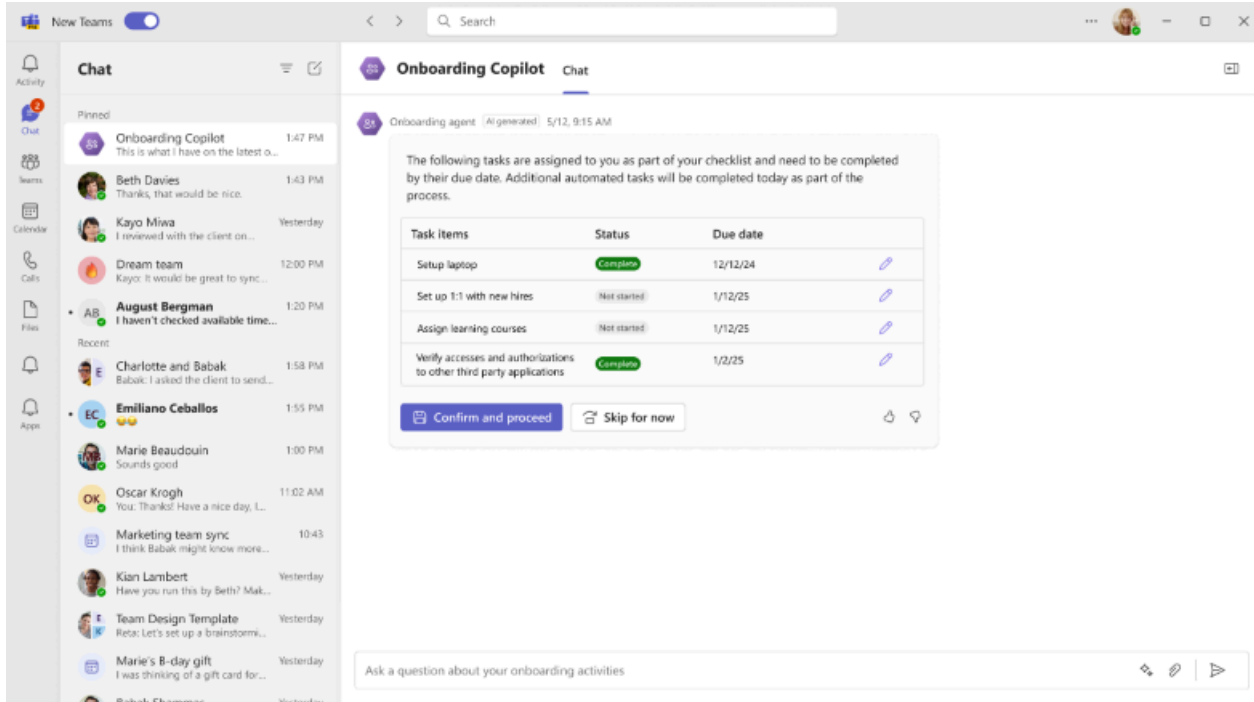 New Teams
Search
Activity
2
Chat
Teams
Calendar
Calls
Files
Apps
Chat
Pinned
Onboarding Copilot 1:47 PM
This is what I have on the latest o...
Beth Davies 1:43 PM
Thanks, that would be nice.
Kayo Miwa Yesterday
I reviewed with the client on...
Dream team 12:00 PM
Kayo: It would be great to sync...
AB August Bergman 1:20 PM
I haven't checked available time...
Recent
Charlotte and Babak 1:58 PM
E Babak: I asked the client to send...
EC Emiliano Ceballos 1:55 PM
Marie Beaudouin 1:00 PM
Sounds good
OK Oscar Krogh 11:02 AM
You: Thanks! Have a nice day, I...
Marketing team sync 10:43
I think Babak might know more...
Kian Lambert Yesterday
Have you run this by Beth? Mak...
Team Design Template Yesterday
Reta: Let's set up a brainstormi...
Marie's B-day gift Yesterday
I was thinking of a gift card for...
Onboarding Copilot Chat
Onboarding agent AI generated 5/12, 9:15 AM
The following tasks are assigned to you as part of your checklist and need to be completed
by their due date. Additional automated tasks will be completed today as part of the
process.
Task items Status Due date
Setup laptop Complete 12/12/24
Set up 1:1 with new hires Not started 1/12/25
Assign learning courses Not started 1/12/25
Verify accesses and authorizations Complete 1/2/25
to other third party applications
Confirm and proceed Skip for now
Ask a question about your onboarding activities